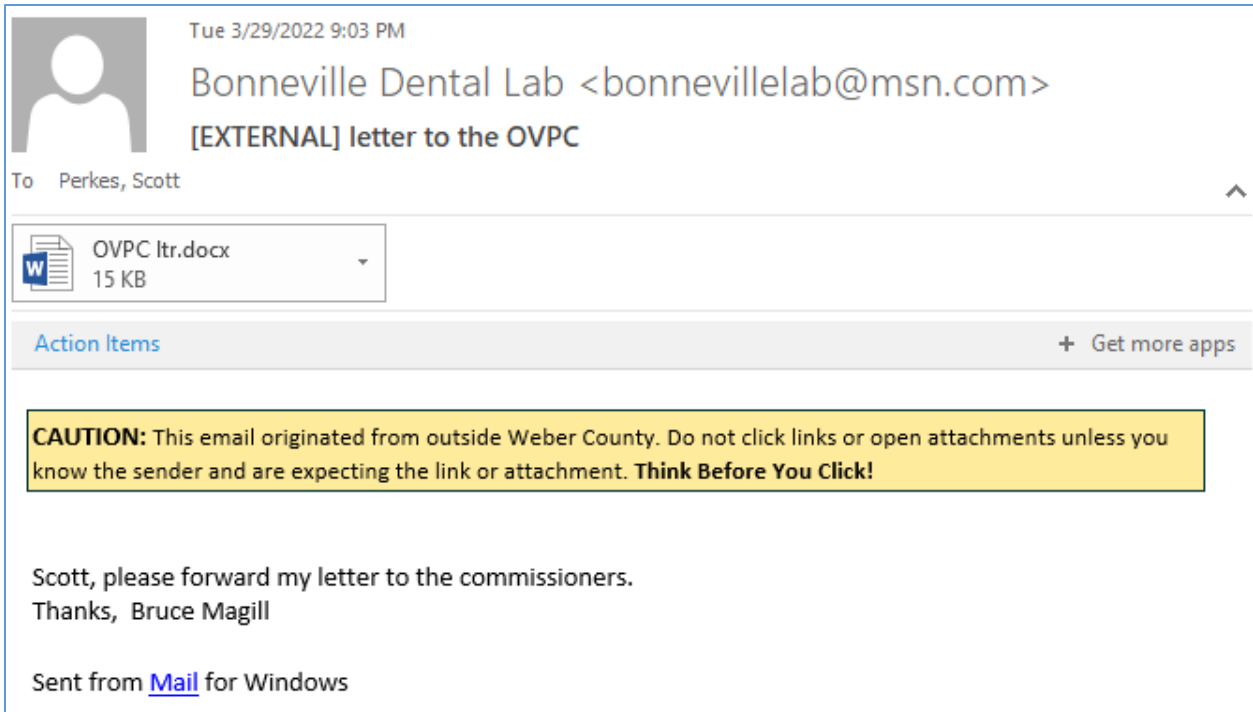 Tue 3/29/2022 9:03 PM
Bonneville Dental Lab <bonnevillelab@msn.com>
[EXTERNAL] letter to the OVPC
To Perkes, Scott
W
OVPC ltr.docx
15 KB
Action Items
+ Get more apps
CAUTION: This email originated from outside Weber County. Do not click links or open attachments unless you
know the sender and are expecting the link or attachment. Think Before You Click!
Scott, please forward my letter to the commissioners.
Thanks, Bruce Magill
Sent from Mail for Windows